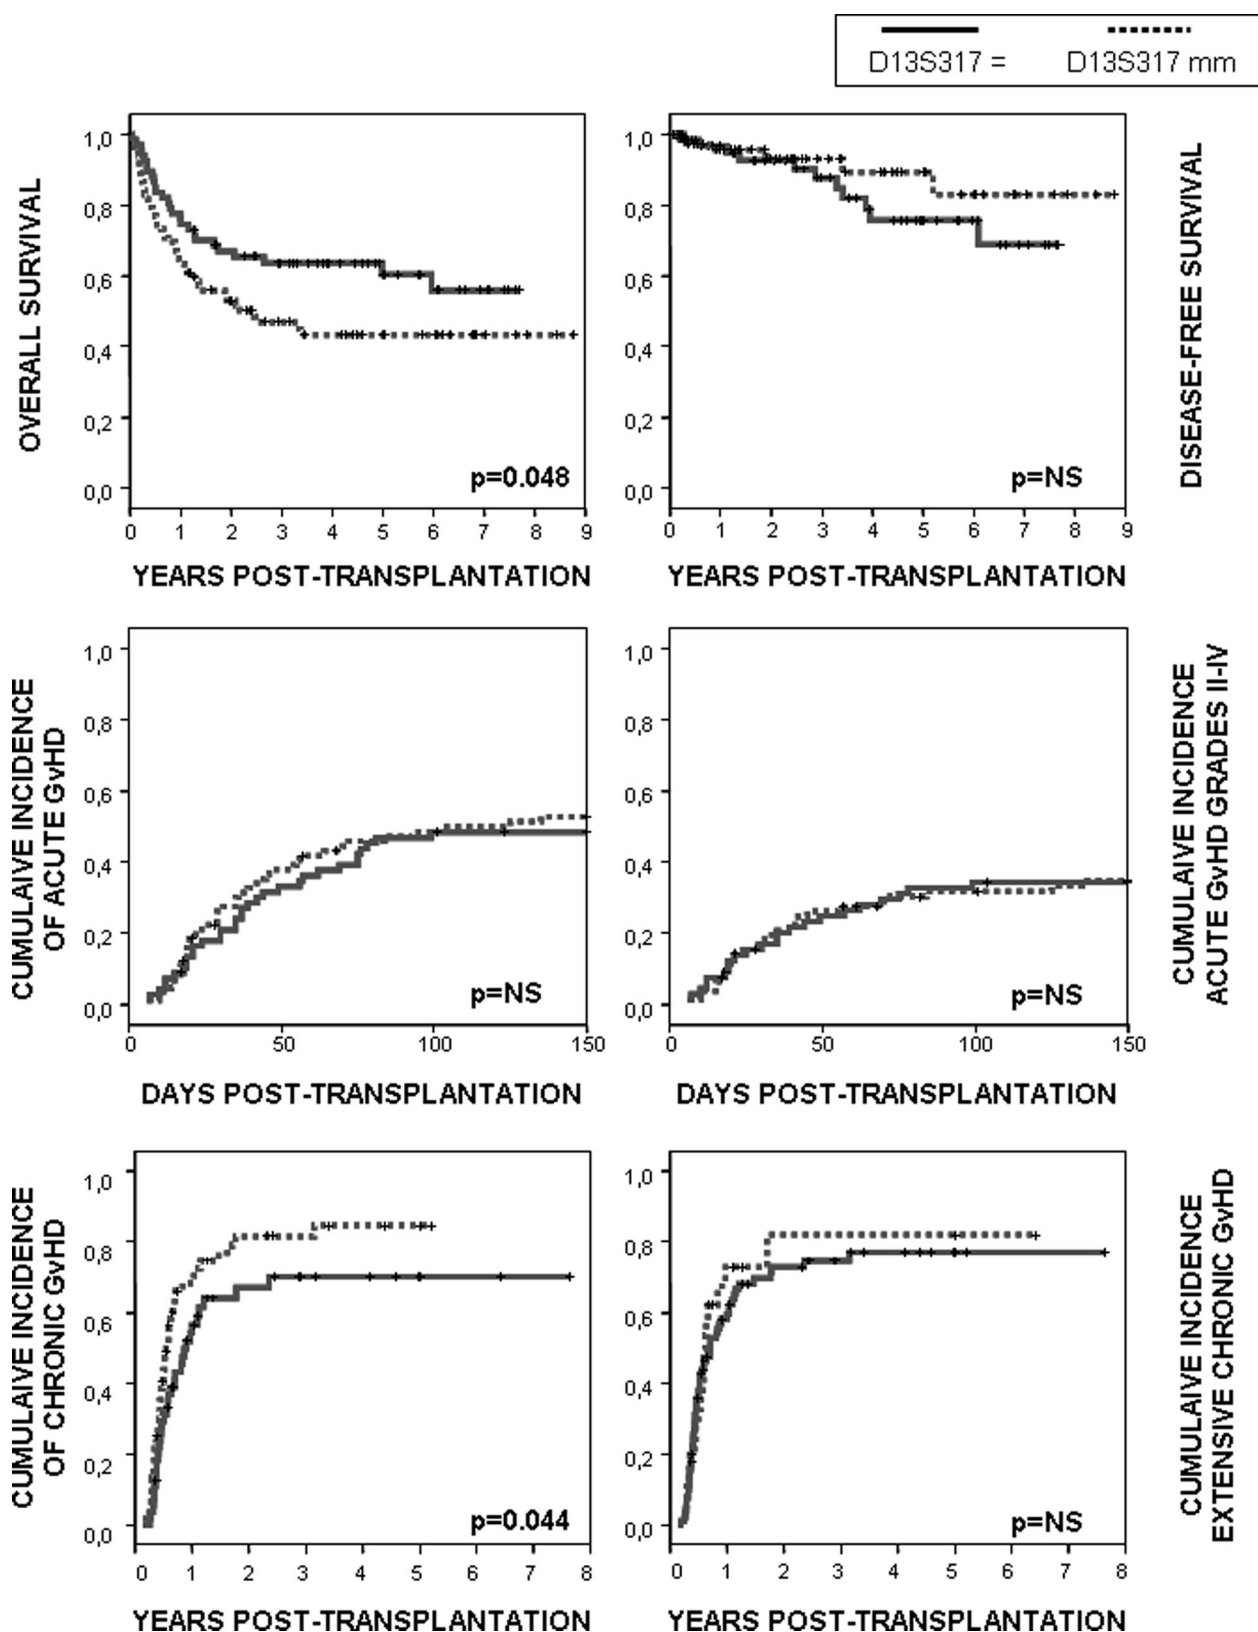 D13S317 = D13S317 mm
OVERALL SURVIVAL
1,0
0,8
0,6
0,4
0,2
0,0
p=0.048
0 1 2 3 4 5 6 7 8 9
YEARS POST-TRANSPLANTATION
1,0
0,8
0,6
0,4
0,2
0,0
p=NS
0 1 2 3 4 5 6 7 8 9
YEARS POST-TRANSPLANTATION
DISEASE-FREE SURVIVAL
CUMULAIVE INCIDENCE
OF ACUTE GvHD
1,0
0,8
0,6
0,4
0,2
0,0
p=NS
0 50 100 150
DAYS POST-TRANSPLANTATION
1,0
0,8
0,6
0,4
0,2
0,0
p=NS
0 50 100 150
DAYS POST-TRANSPLANTATION
CUMULAIVE INCIDENCE
ACUTE GvHD GRADES II-IV
CUMULAIVE INCIDENCE
OF CHRONIC GvHD
1,0
0,8
0,6
0,4
0,2
0,0
p=0.044
0 1 2 3 4 5 6 7 8
YEARS POST-TRANSPLANTATION
1,0
0,8
0,6
0,4
0,2
0,0
p=NS
0 1 2 3 4 5 6 7 8
YEARS POST-TRANSPLANTATION
CUMULAIVE INCIDENCE
EXTENSIVE CHRONIC GvHD